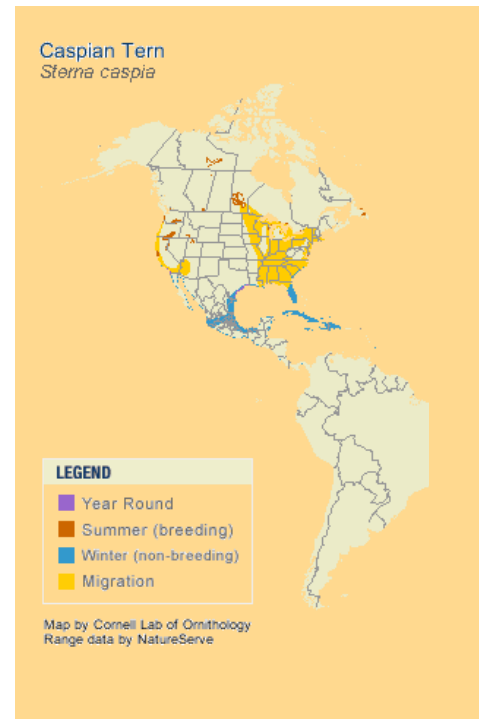 Caspian Tern
Sterna caspia
LEGEND
Year Round
Summer (breeding)
Winter (non-breeding)
Migration
Map by Cornell Lab of Ornithology
Range data by NatureServe